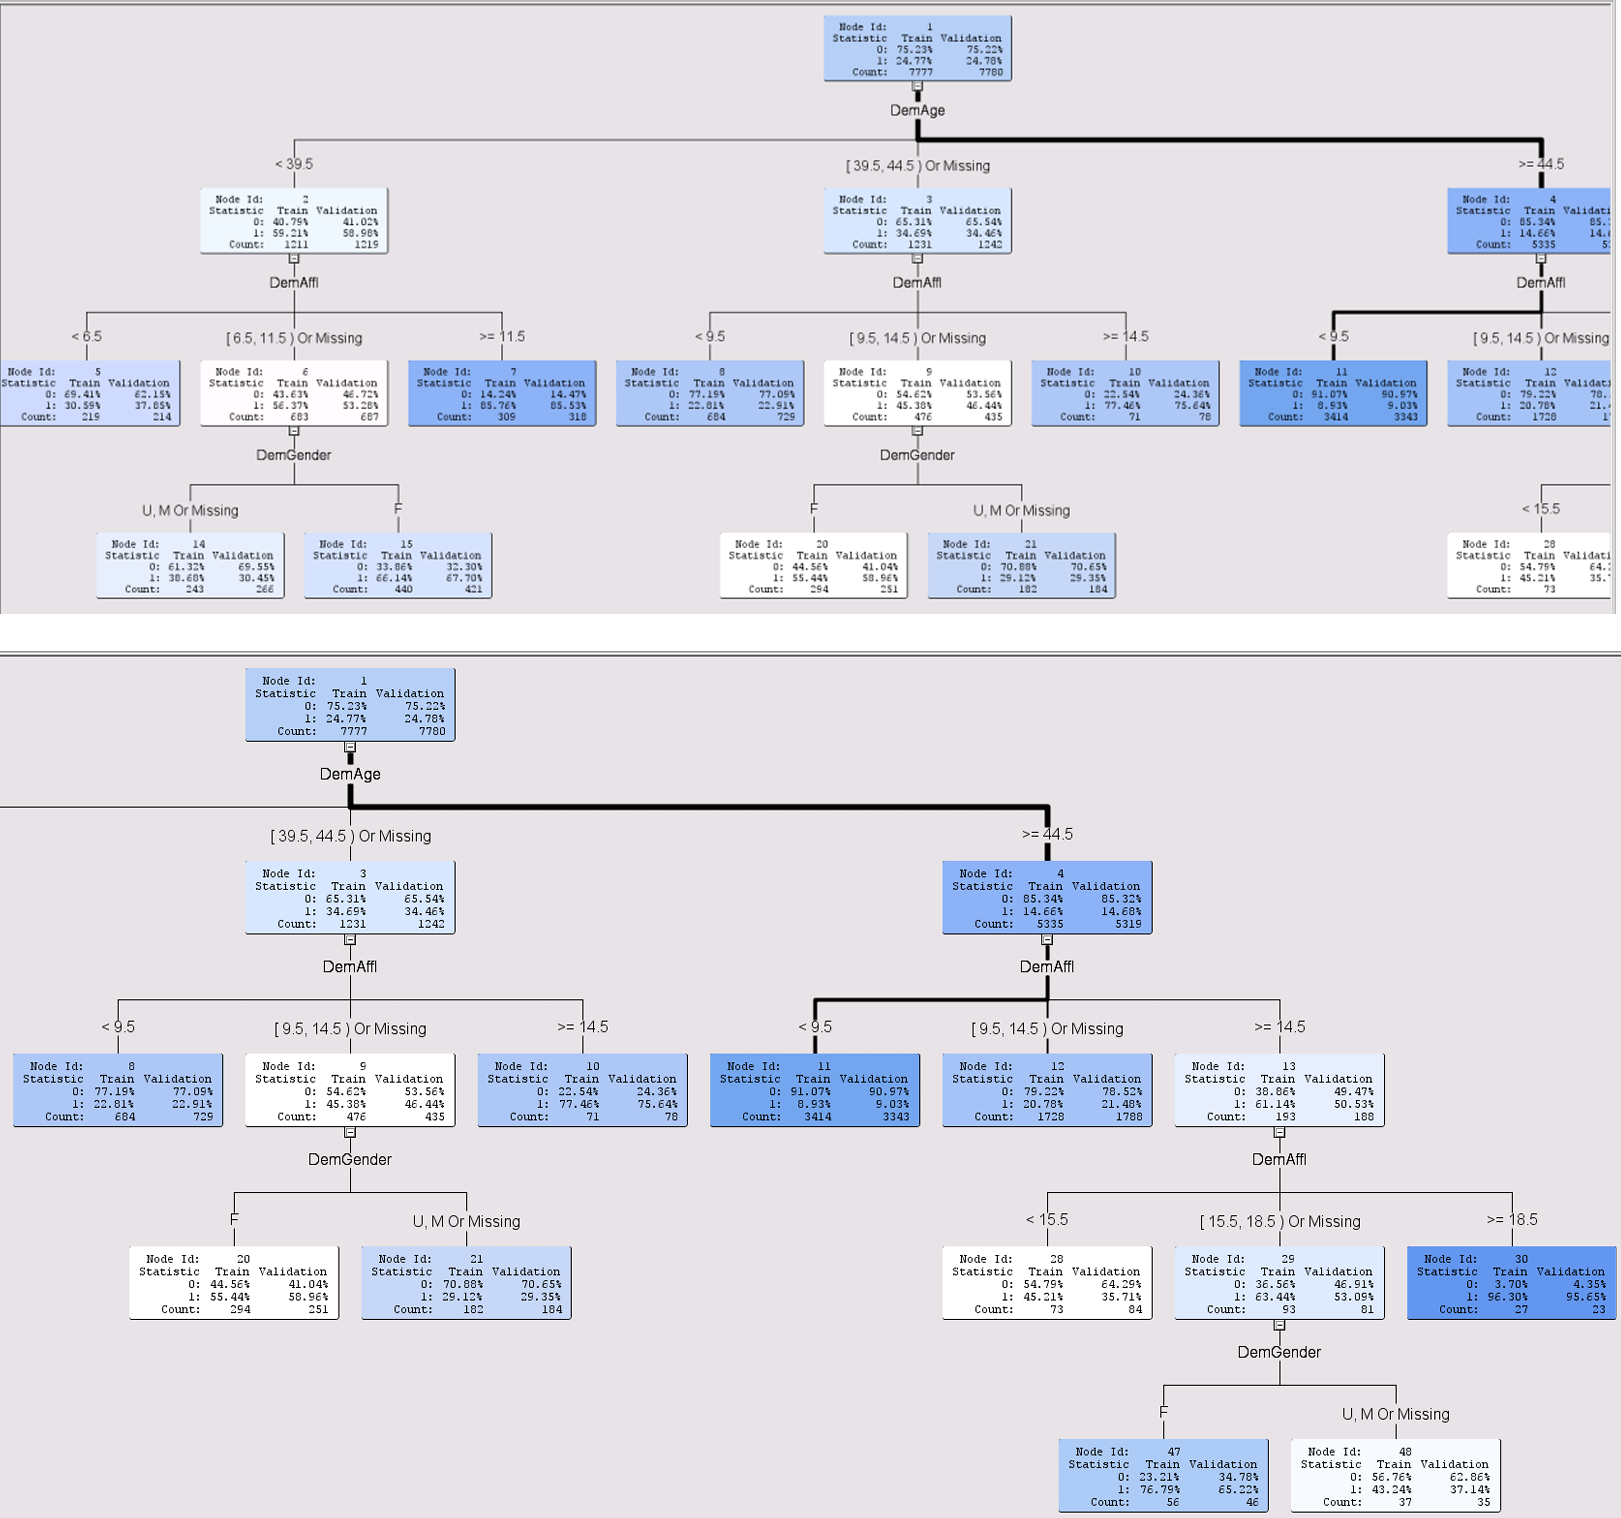 Node Id: 1
Statistic Train Validation
0: 75.23% 75.22%
1: 24.77% 24.78%
Count: 7777 7780
DemAge
< 39.5
[ 39.5, 44.5 ) Or Missing
>= 44.5
Node Id: 2
Statistic Train Validation
0: 40.79% 41.02%
1: 59.21% 58.98%
Count: 1211 1219
Node Id: 3
Statistic Train Validation
0: 65.31% 65.54%
1: 34.69% 34.46%
Count: 1231 1242
Node Id: 4
Statistic Train Validati
0: 85.34% 85.
1: 14.66% 14.
Count: 5335 5
DemAffl
DemAffl
DemAffl
< 6.5
[ 6.5, 11.5 ) Or Missing
>= 11.5
< 9.5
[ 9.5, 14.5 ) Or Missing
>= 14.5
< 9.5
[ 9.5, 14.5 ) Or Missing
Node Id: 5
Statistic Train Validation
0: 69.41% 62.15%
1: 30.59% 37.85%
Count: 219 214
Node Id: 6
Statistic Train Validation
0: 43.63% 46.72%
1: 56.37% 53.28%
Count: 683 687
Node Id: 7
Statistic Train Validation
0: 14.24% 14.47%
1: 85.76% 85.53%
Count: 309 318
Node Id: 8
Statistic Train Validation
0: 77.19% 77.09%
1: 22.81% 22.91%
Count: 684 729
Node Id: 9
Statistic Train Validation
0: 54.62% 53.56%
1: 45.38% 46.44%
Count: 476 435
Node Id: 10
Statistic Train Validation
0: 22.54% 24.36%
1: 77.46% 75.64%
Count: 71 78
Node Id: 11
Statistic Train Validation
0: 91.07% 90.97%
1: 8.93% 9.03%
Count: 3414 3343
Node Id: 12
Statistic Train Validati
0: 79.22% 78.
1: 20.78% 21.
Count: 1728 1
DemGender
DemGender
U, M Or Missing
F
F
U, M Or Missing
< 15.5
Node Id: 14
Statistic Train Validation
0: 61.32% 69.55%
1: 38.68% 30.45%
Count: 243 266
Node Id: 15
Statistic Train Validation
0: 33.86% 32.30%
1: 66.14% 67.70%
Count: 440 421
Node Id: 20
Statistic Train Validation
0: 44.56% 41.04%
1: 55.44% 58.96%
Count: 294 251
Node Id: 21
Statistic Train Validation
0: 70.88% 70.65%
1: 29.12% 29.35%
Count: 182 184
Node Id: 28
Statistic Train Validati
0: 54.79% 64.
1: 45.21% 35.
Count: 73
Node Id: 1
Statistic Train Validation
0: 75.23% 75.22%
1: 24.77% 24.78%
Count: 7777 7780
DemAge
[ 39.5, 44.5 ) Or Missing
>= 44.5
Node Id: 3
Statistic Train Validation
0: 65.31% 65.54%
1: 34.69% 34.46%
Count: 1231 1242
Node Id: 4
Statistic Train Validation
0: 85.34% 85.32%
1: 14.66% 14.68%
Count: 5335 5319
DemAffl
DemAffl
< 9.5
[ 9.5, 14.5 ) Or Missing
>= 14.5
< 9.5
[ 9.5, 14.5 ) Or Missing
>= 14.5
Node Id: 8
Statistic Train Validation
0: 77.19% 77.09%
1: 22.81% 22.91%
Count: 684 729
Node Id: 9
Statistic Train Validation
0: 54.62% 53.56%
1: 45.38% 46.44%
Count: 476 435
Node Id: 10
Statistic Train Validation
0: 22.54% 24.36%
1: 77.46% 75.64%
Count: 71 78
Node Id: 11
Statistic Train Validation
0: 91.07% 90.97%
1: 8.93% 9.03%
Count: 3414 3343
Node Id: 12
Statistic Train Validation
0: 79.22% 78.52%
1: 20.78% 21.48%
Count: 1728 1788
Node Id: 13
Statistic Train Validation
0: 38.86% 49.47%
1: 61.14% 50.53%
Count: 193 188
DemGender
DemAffl
F
U, M Or Missing
< 15.5
[ 15.5, 18.5 ) Or Missing
>= 18.5
Node Id: 20
Statistic Train Validation
0: 44.56% 41.04%
1: 55.44% 58.96%
Count: 294 251
Node Id: 21
Statistic Train Validation
0: 70.88% 70.65%
1: 29.12% 29.35%
Count: 182 184
Node Id: 28
Statistic Train Validation
0: 54.79% 64.29%
1: 45.21% 35.71%
Count: 73 84
Node Id: 29
Statistic Train Validation
0: 36.56% 46.91%
1: 63.44% 53.09%
Count: 93 81
Node Id: 30
Statistic Train Validation
0: 3.70% 4.35%
1: 96.30% 95.65%
Count: 27 23
DemGender
F
U, M Or Missing
Node Id: 47
Statistic Train Validation
0: 23.21% 34.78%
1: 76.79% 65.22%
Count: 56 46
Node Id: 48
Statistic Train Validation
0: 56.76% 62.86%
1: 43.24% 37.14%
Count: 37 35